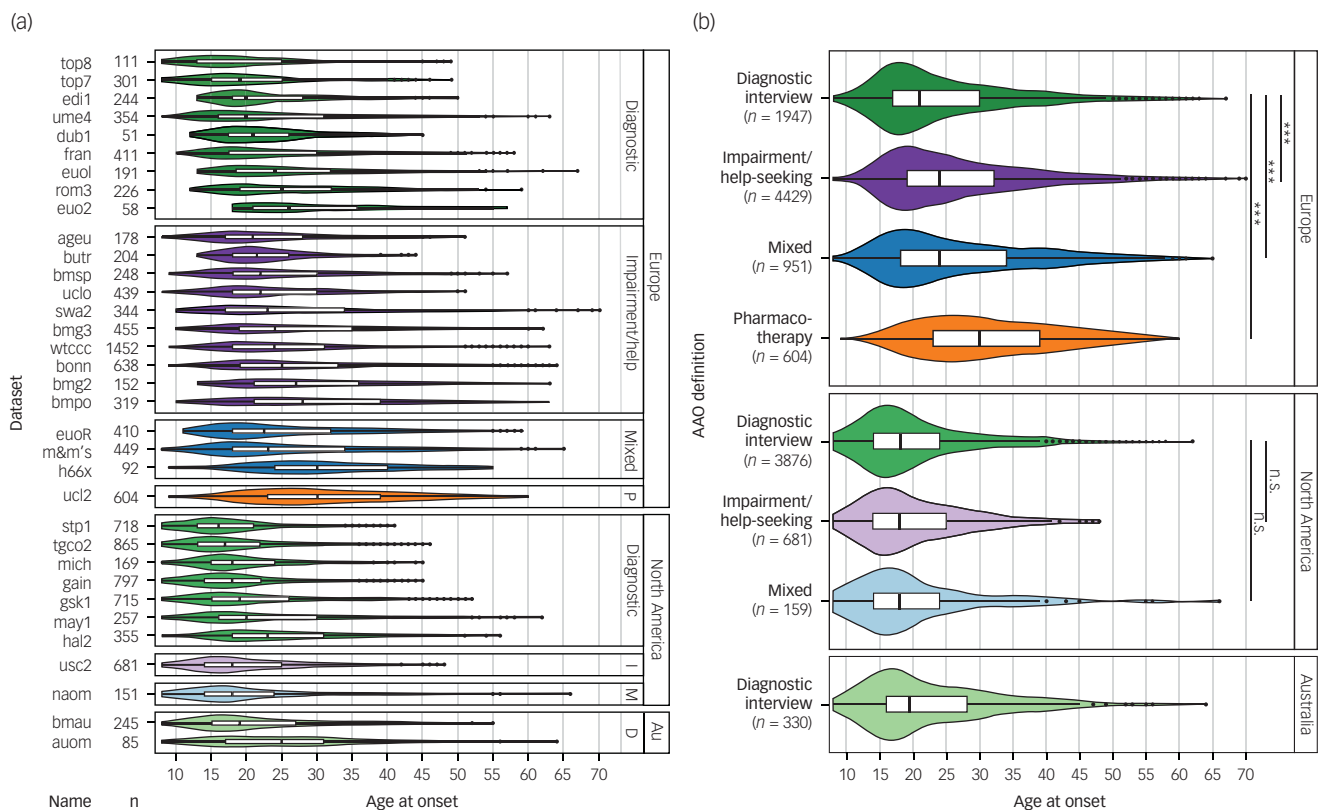 (a)
Dataset
top8 111
top7 301
edi1 244
ume4 354
dub1 51
fran 411
euol 191
rom3 226
euo2 58
Diagnostic
ageu 178
butr 204
bmsp 248
uclo 439
swa2 344
bmg3 455
wtccc 1452
bonn 638
bmg2 152
bmpo 319
Impairment/help
euoR 410
m&m's 449
h66x 92
Mixed
ucl2 604
P
Europe
stp1 718
tgco2 865
mich 169
gain 797
gsk1 715
may1 257
hal2 355
Diagnostic
usc2 681
I
naom 151
M
North America
bmau 245
auom 85
D
Au
10 15 20 25 30 35 40 45 50 55 60 65 70
Name n Age at onset
(b)
AAO definition
Diagnostic
interview
(n = 1947)
Impairment/
help-seeking
(n = 4429)
Mixed
(n = 951)
Pharmaco-
therapy
(n = 604)
***
***
***
Europe
Diagnostic
interview
(n = 3876)
Impairment/
help-seeking
(n = 681)
Mixed
(n = 159)
n.s.
n.s.
North America
Diagnostic
interview
(n = 330)
Australia
10 15 20 25 30 35 40 45 50 55 60 65 70
Age at onset